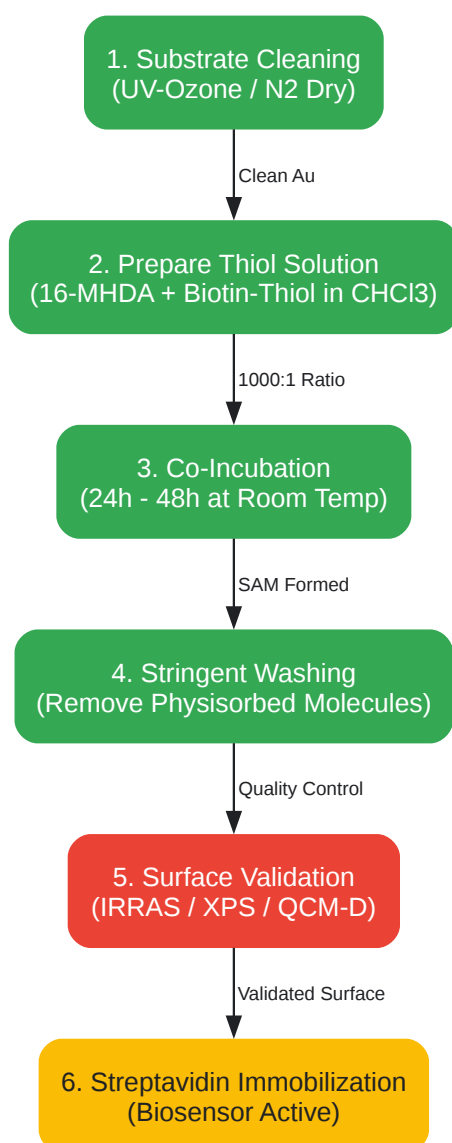 1. Substrate Cleaning
(UV-Ozone / N2 Dry)
Clean Au
2. Prepare Thiol Solution
(16-MHDA + Biotin-Thiol in CHCl3)
1000:1 Ratio
3. Co-Incubation
(24h - 48h at Room Temp)
SAM Formed
4. Stringent Washing
(Remove Physisorbed Molecules)
Quality Control
5. Surface Validation
(IRRAS / XPS / QCM-D)
Validated Surface
6. Streptavidin Immobilization
(Biosensor Active)